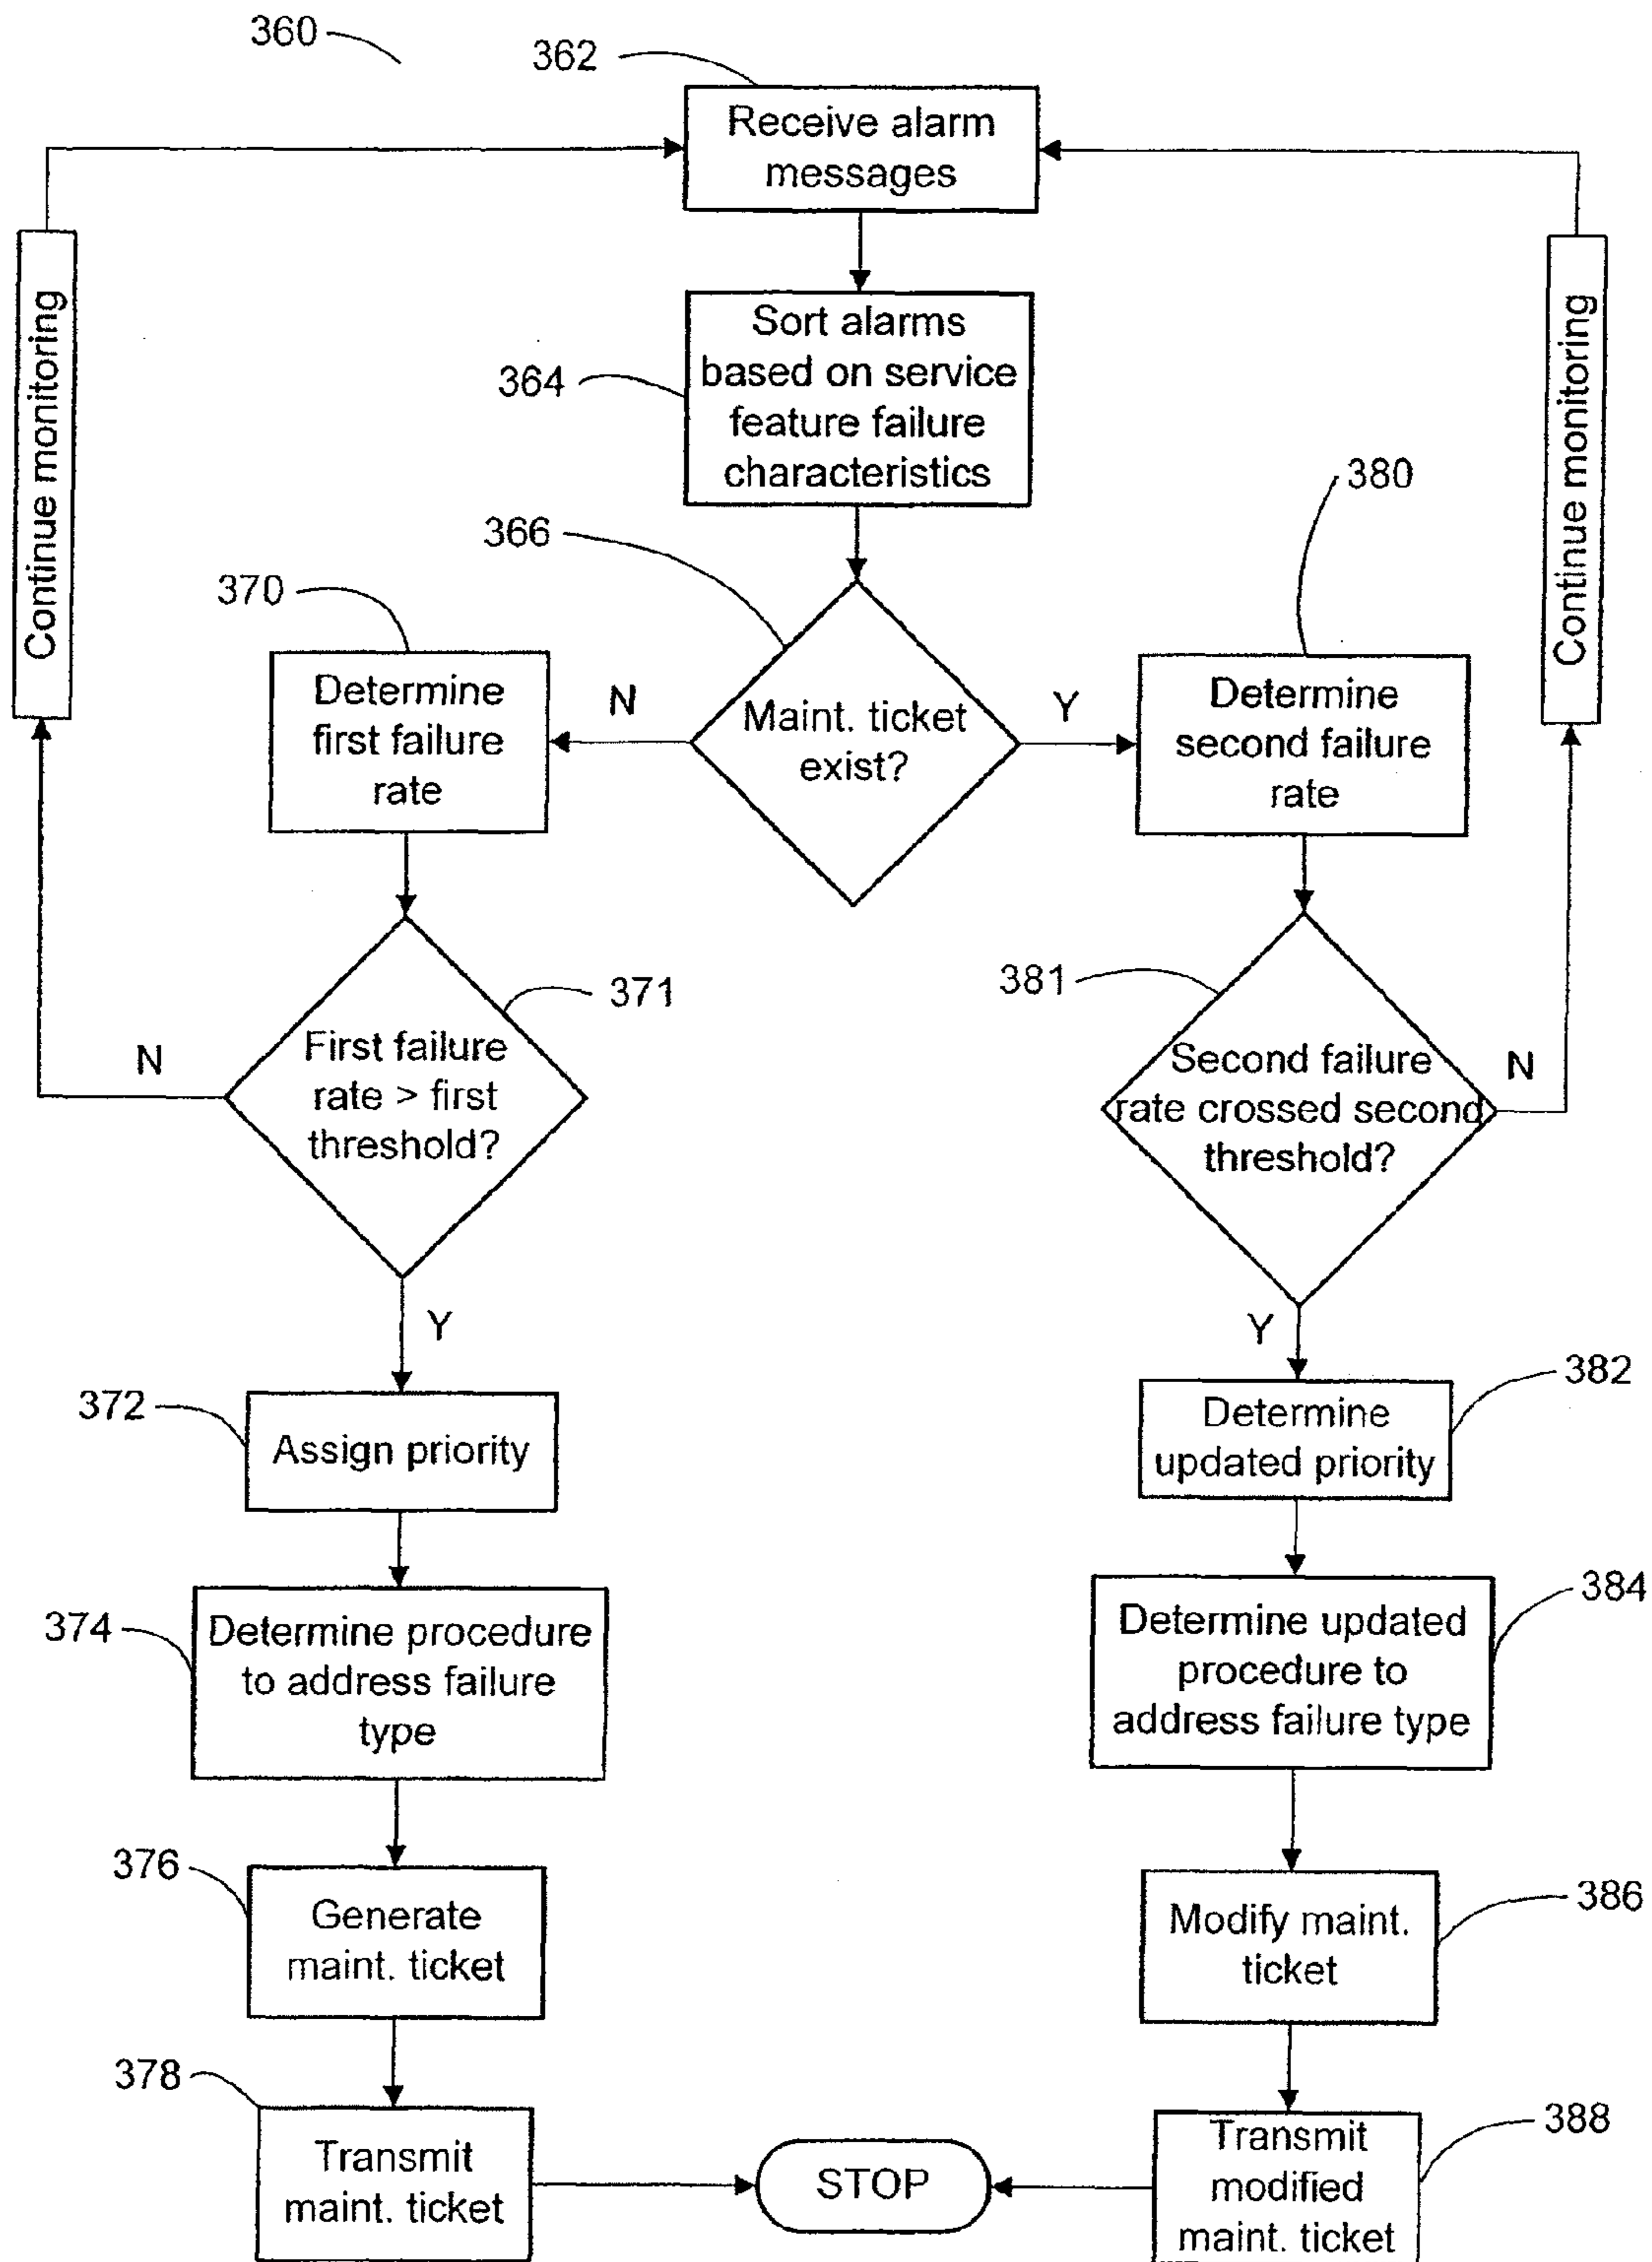 360
362
Receive alarm
messages
Continue monitoring
Continue monitoring
364
Sort alarms
based on service
feature failure
characteristics
366
380
370
Determine
first failure
rate
N
Maint. ticket
exist?
Y
Determine
second failure
rate
371
First failure
rate > first
threshold?
N
381
Second failure
rate crossed second
threshold?
N
Y
Y
372
Assign priority
382
Determine
updated priority
374
Determine procedure
to address failure
type
384
Determine updated
procedure to
address failure type
376
Generate
maint. ticket
386
Modify maint.
ticket
378
Transmit
maint. ticket
STOP
388
Transmit
modified
maint. ticket